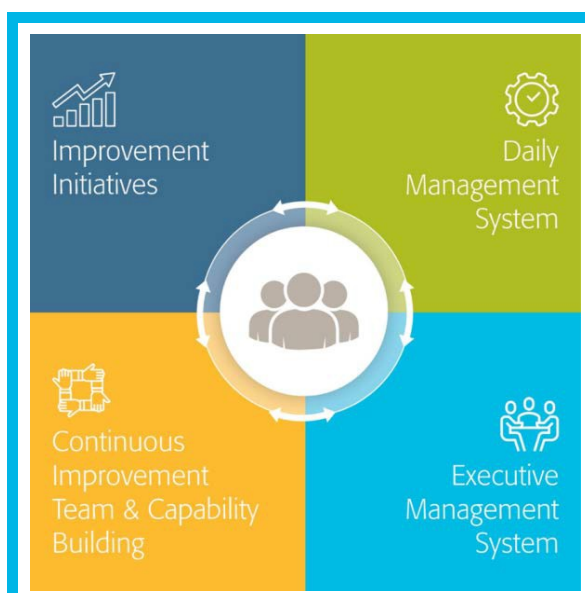 Improvement
Initiatives
Daily
Management
System
Continuous
Improvement
Team & Capability
Building
Executive
Management
System